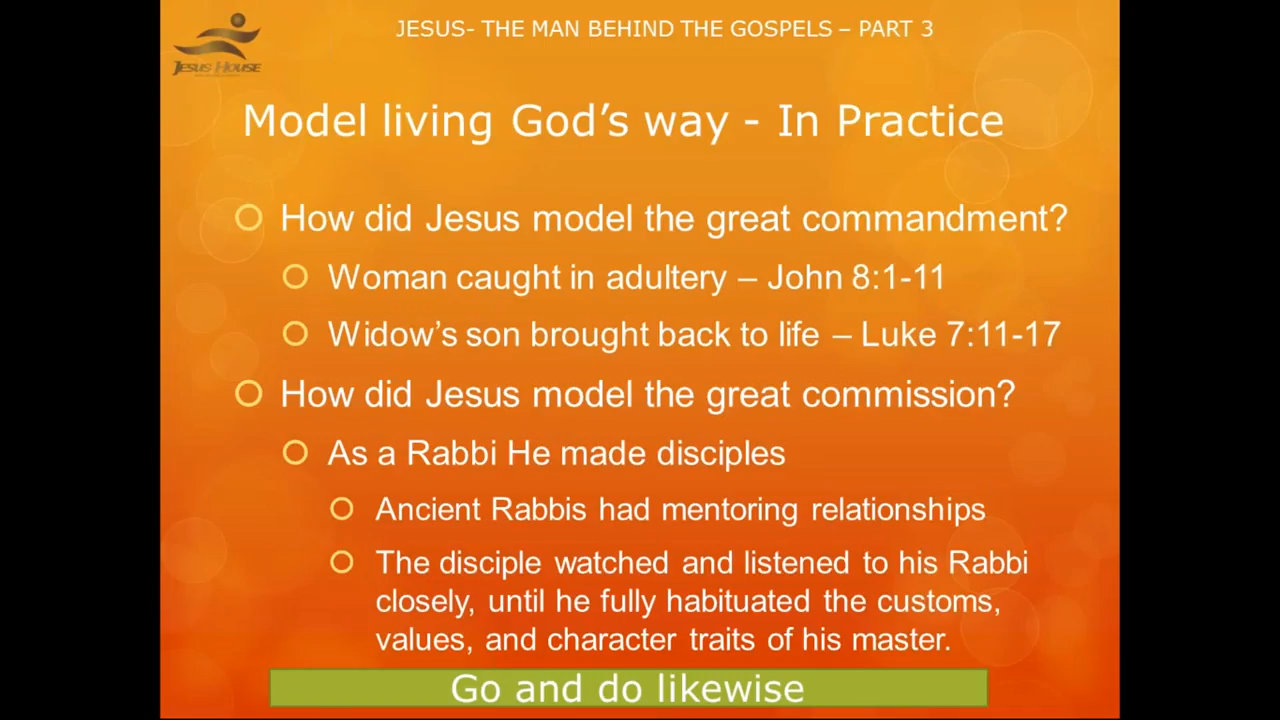 JESUS- THE MAN BEHIND THE GOSPELS – PART 3
JESUS HOUSE
Model living God's way - In Practice
How did Jesus model the great commandment?
Woman caught in adultery – John 8:1-11
Widow's son brought back to life – Luke 7:11-17
How did Jesus model the great commission?
As a Rabbi He made disciples
Ancient Rabbis had mentoring relationships
The disciple watched and listened to his Rabbi
closely, until he fully habituated the customs,
values, and character traits of his master.
Go and do likewise